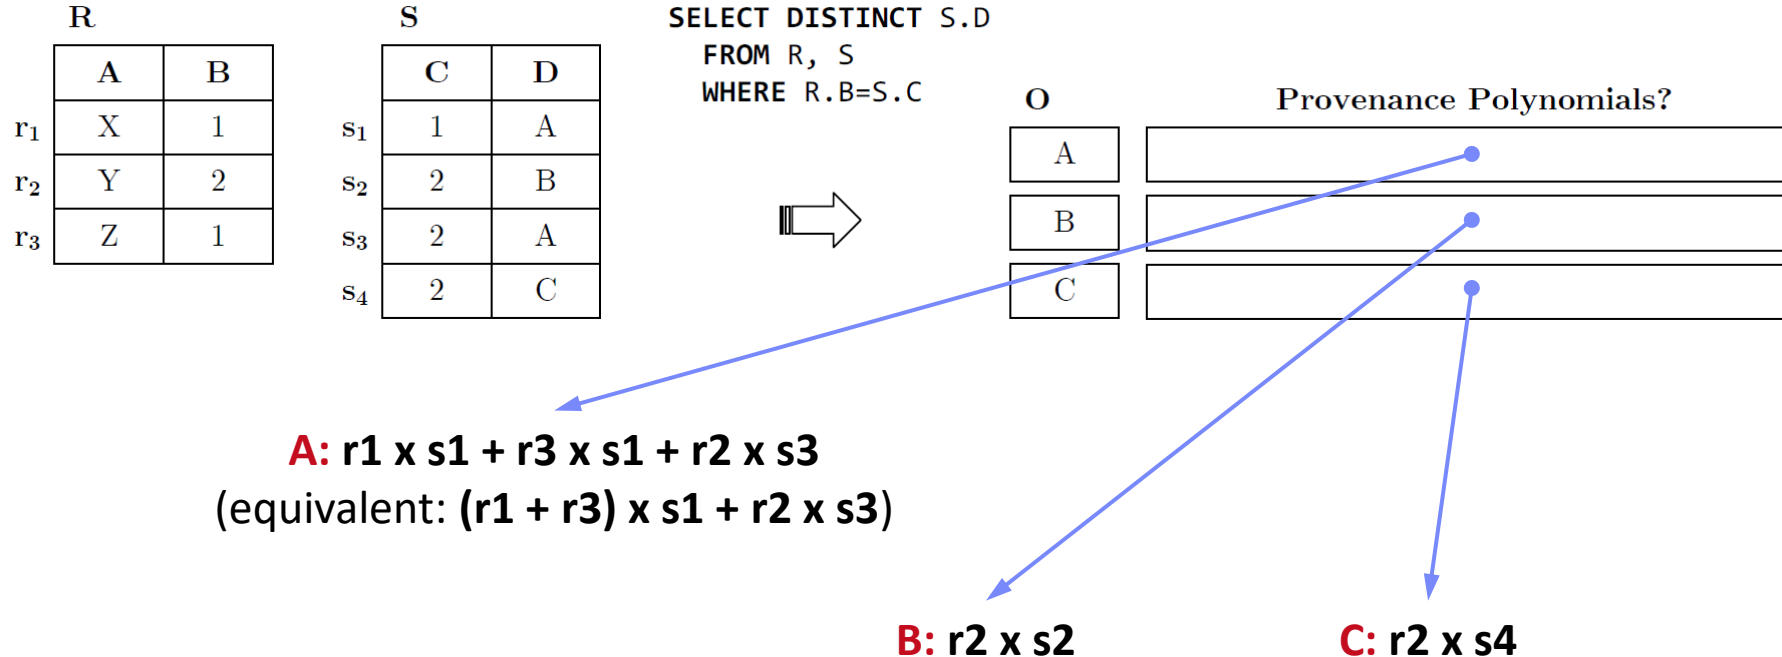 R
A B
r1 X 1
r2 Y 2
r3 Z 1
S
C D
s1 1 A
s2 2 B
s3 2 A
s4 2 C
SELECT DISTINCT S.D
FROM R, S
WHERE R.B=S.C
O Provenance Polynomials?
A
B
C
A: r1 x s1 + r3 x s1 + r2 x s3
(equivalent: (r1 + r3) x s1 + r2 x s3)
B: r2 x s2
C: r2 x s4